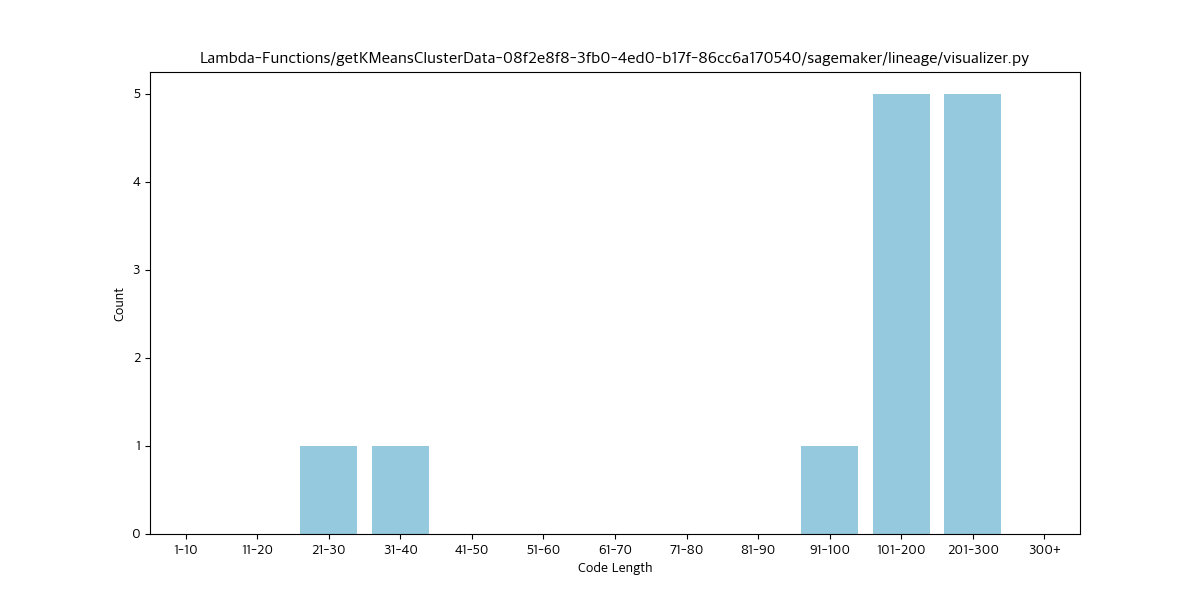 Lambda-Functions/getKMeansClusterData-08f2e8f8-3fb0-4ed0-b17f-86cc6a170540/sagemaker/lineage/visualizer.py
5
4
3
2
1
0
Count
1-10 11-20 21-30 31-40 41-50 51-60 61-70 71-80 81-90 91-100 101-200 201-300 300+
Code Length